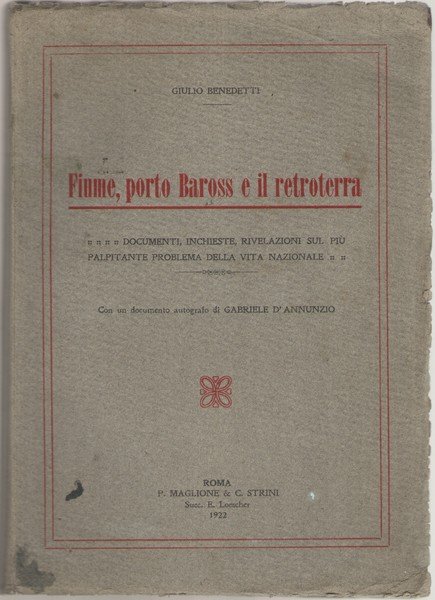 GIULIO BENEDETTI
Fiume, porto Baross e il retroterra
DOCUMENTI, INCHIESTE, RIVELAZIONI SUL PIÙ
PALPITANTE PROBLEMA DELLA VITA NAZIONALE
Con un documento autografo di GABRIELE D'ANNUNZIO
ROMA
P. MAGLIONE & C. STRINI
Succ. E. Loescher
1922